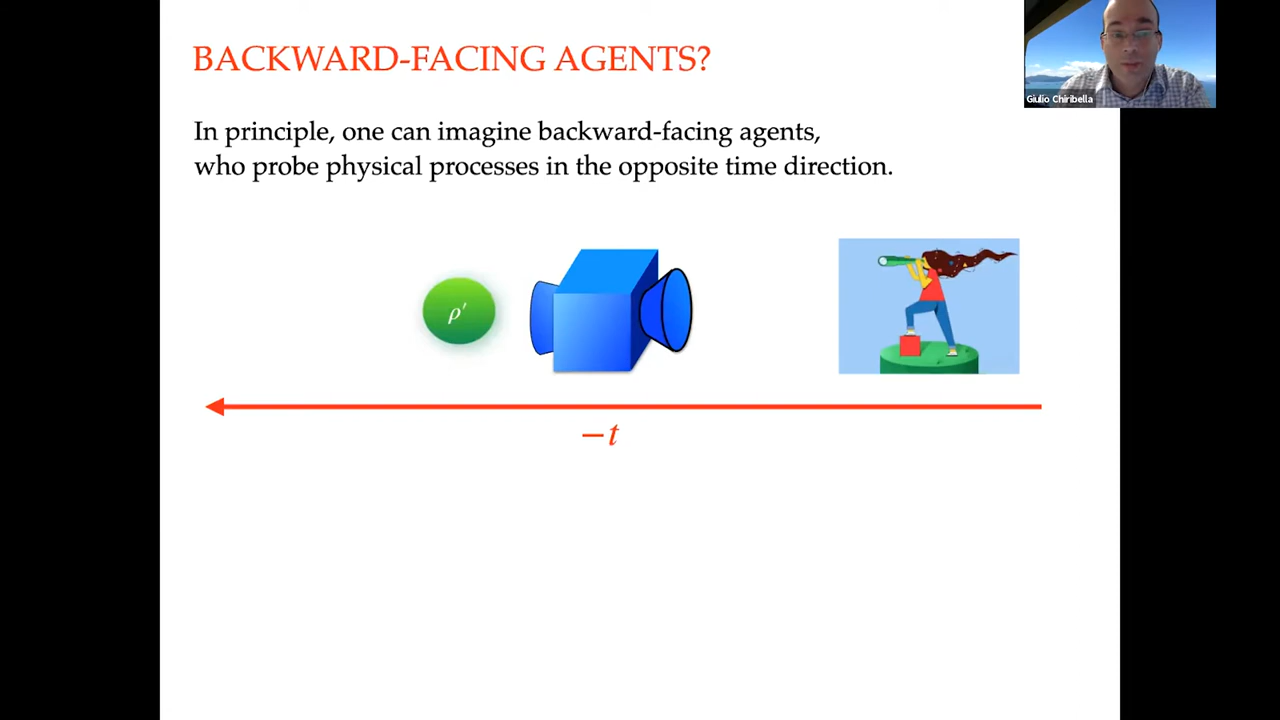 BACKWARD-FACING AGENTS?
Giulio Chiribella
In principle, one can imagine backward-facing agents,
who probe physical processes in the opposite time direction.
ρ′
−t